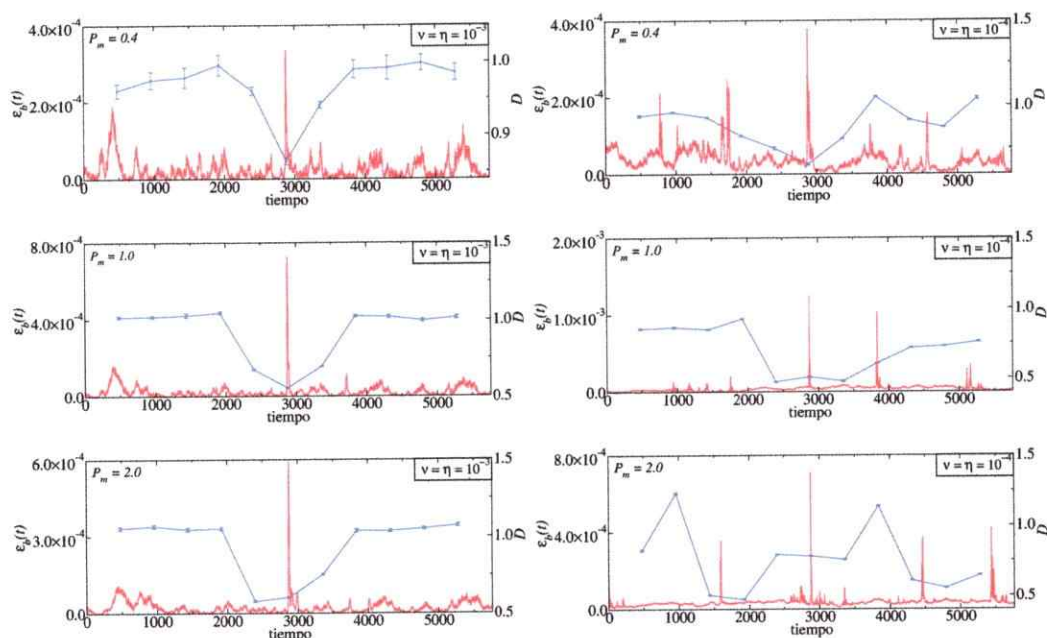 4.0×10⁻⁴
P_m = 0.4
ν = η = 10⁻³
1.0
ε_b(t)
2.0×10⁻⁴
D
0.9
0.8
0.0
0 1000 2000 3000 4000 5000
tiempo
4.0×10⁻⁴
P_m = 0.4
ν = η = 10⁻⁴
1.5
ε_b(t)
2.0×10⁻⁴
1.0
D
0.0
0 1000 2000 3000 4000 5000
tiempo
8.0×10⁻⁴
P_m = 1.0
ν = η = 10⁻³
1.5
ε_b(t)
4.0×10⁻⁴
1.0
D
0.0
0.5
0 1000 2000 3000 4000 5000
tiempo
2.0×10⁻³
P_m = 1.0
ν = η = 10⁻⁴
1.5
ε_b(t)
1.0×10⁻³
1.0
D
0.0
0.5
0 1000 2000 3000 4000 5000
tiempo
6.0×10⁻⁴
P_m = 2.0
ν = η = 10⁻³
1.5
ε_b(t)
3.0×10⁻⁴
1.0
D
0.0
0.5
0 1000 2000 3000 4000 5000
tiempo
8.0×10⁻⁴
P_m = 2.0
ν = η = 10⁻⁴
1.5
ε_b(t)
4.0×10⁻⁴
1.0
D
0.0
0.5
0 1000 2000 3000 4000 5000
tiempo